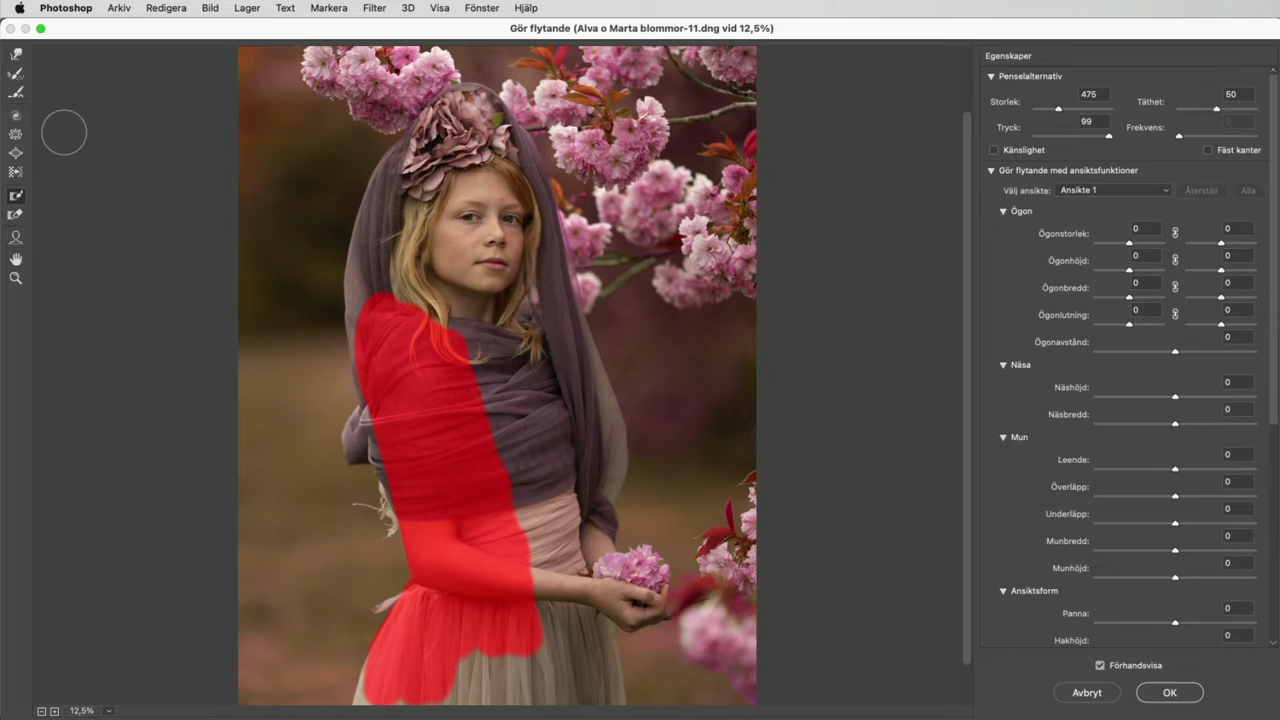 Photoshop Arkiv Redigera Bild Lager Text Markera Filter 3D Visa Fönster Hjälp
Gör flytande (Alva o Marta blommor-11.dng vid 12,5%)
Egenskaper
Penselalternativ
Storlek: 475 Täthet: 50
Tryck: 99 Frekvens: 0
Känslighet Fäst kanter
Gör flytande med ansiktsfunktioner
Välj ansikte: Ansikte 1 Återställ Alla
Ögon
Ögonstorlek: 0 0
Ögonhöjd: 0 0
Ögonbredd: 0 0
Ögonlutning: 0 0
Ögonavstånd: 0
Näsa
Näshöjd: 0
Näsbredd: 0
Mun
Leende: 0
Överläpp: 0
Underläpp: 0
Munbredd: 0
Munhöjd: 0
Ansiktsform
Panna: 0
Hakhöjd: 0
Förhandsvisa
Avbryt OK
12,5%